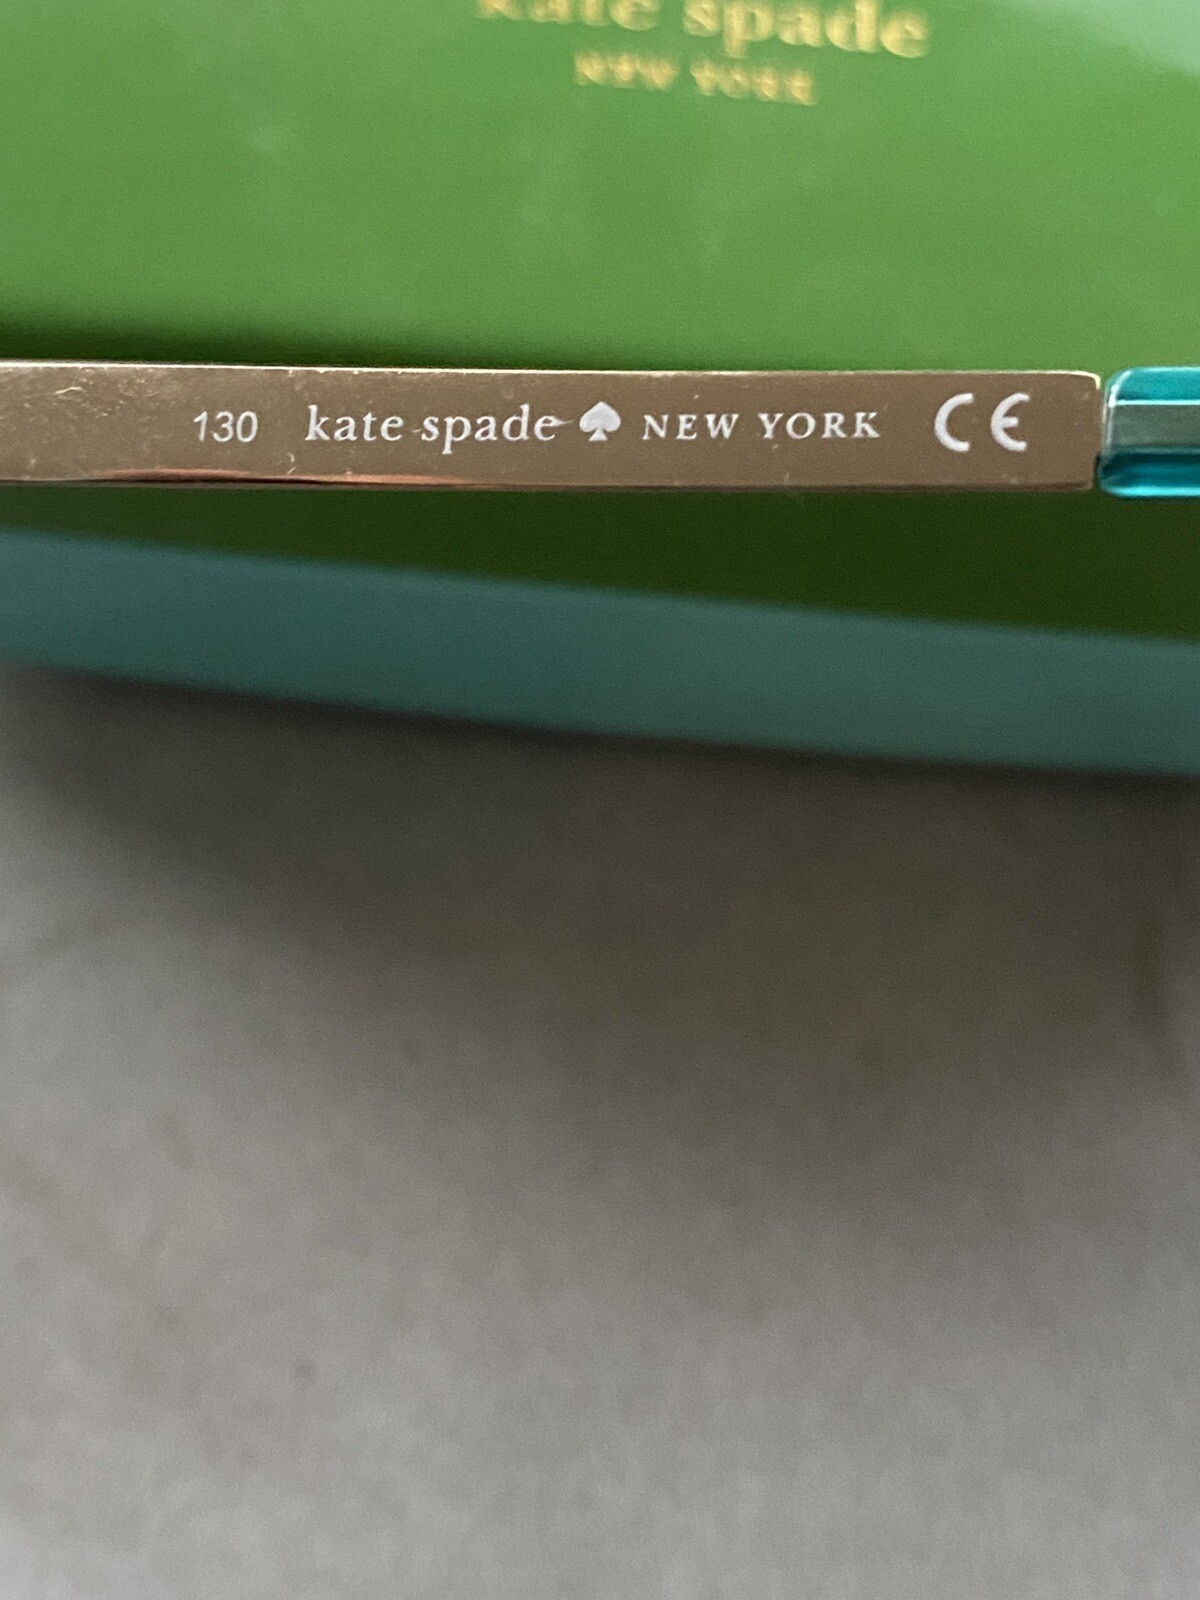 kate spade
NEW YORK
130 kate spade ♠ NEW YORK CE